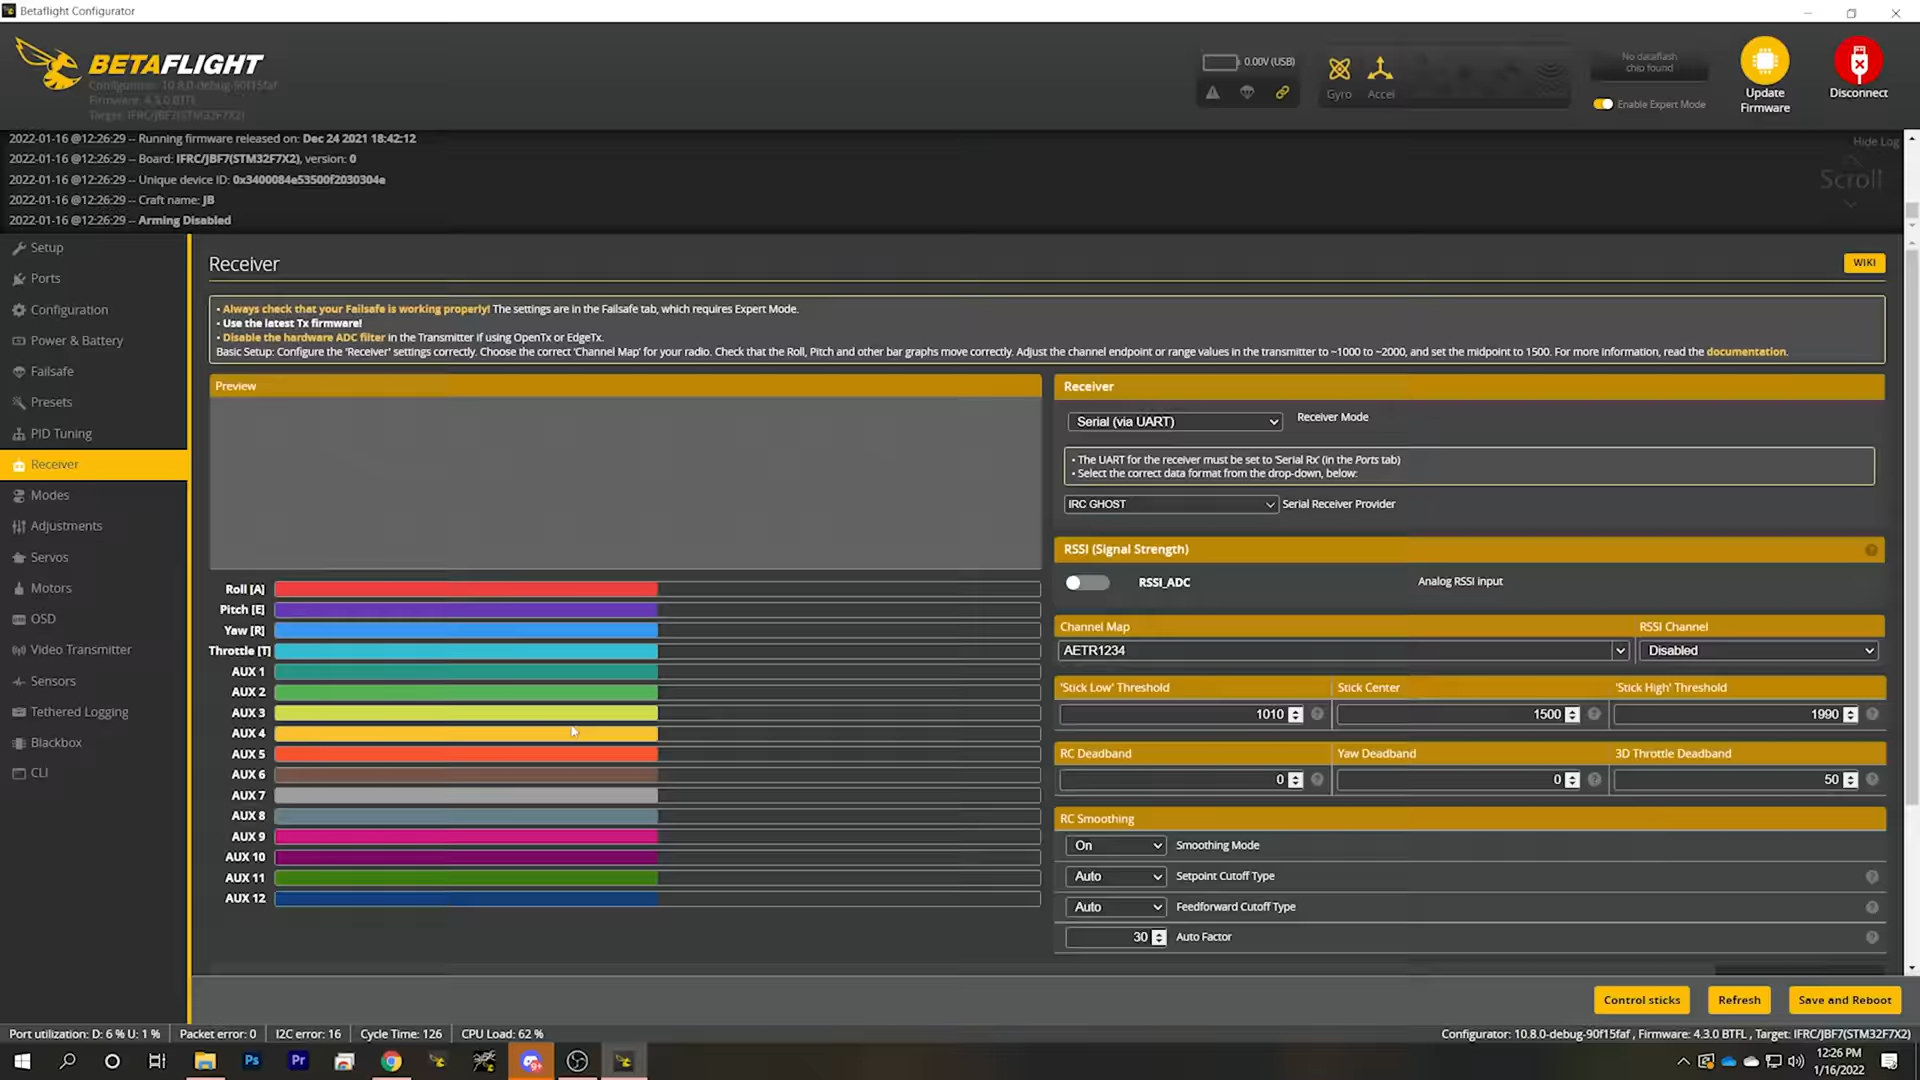 Betaflight Configurator
BETAFLIGHT
Configurator: 10.8.0-debug-90f15faf
Firmware: 4.3.0 BTFL
Target: IFRC/JBF7(STM32F7X2)
0.00V (USB)
Gyro
Accel
No dataflash
chip found
Enable Expert Mode
Update
Firmware
Disconnect
2022-01-16 @12:26:29 -- Running firmware released on: Dec 24 2021 18:42:12
2022-01-16 @12:26:29 -- Board: IFRC/JBF7(STM32F7X2), version: 0
2022-01-16 @12:26:29 -- Unique device ID: 0x3400084e53500f2030304e
2022-01-16 @12:26:29 -- Craft name: JB
2022-01-16 @12:26:29 -- Arming Disabled
Hide Log
Scroll
Setup
Ports
Configuration
Power & Battery
Failsafe
Presets
PID Tuning
Receiver
Modes
Adjustments
Servos
Motors
OSD
Video Transmitter
Sensors
Tethered Logging
Blackbox
CLI
Receiver
WIKI
• Always check that your Failsafe is working properly! The settings are in the Failsafe tab, which requires Expert Mode.
• Use the latest Tx firmware!
• Disable the hardware ADC filter in the Transmitter if using OpenTx or EdgeTx.
Basic Setup: Configure the 'Receiver' settings correctly. Choose the correct 'Channel Map' for your radio. Check that the Roll, Pitch and other bar graphs move correctly. Adjust the channel endpoint or range values in the transmitter to ~1000 to ~2000, and set the midpoint to 1500. For more information, read the documentation.
Preview
Roll [A]
Pitch [E]
Yaw [R]
Throttle [T]
AUX 1
AUX 2
AUX 3
AUX 4
AUX 5
AUX 6
AUX 7
AUX 8
AUX 9
AUX 10
AUX 11
AUX 12
Receiver
Serial (via UART) Receiver Mode
• The UART for the receiver must be set to 'Serial Rx' (in the Ports tab)
• Select the correct data format from the drop-down, below:
IRC GHOST Serial Receiver Provider
RSSI (Signal Strength)
RSSI_ADC Analog RSSI input
Channel Map RSSI Channel
AETR1234 Disabled
'Stick Low' Threshold Stick Center 'Stick High' Threshold
1010 1500 1990
RC Deadband Yaw Deadband 3D Throttle Deadband
0 0 50
RC Smoothing
On Smoothing Mode
Auto Setpoint Cutoff Type
Auto Feedforward Cutoff Type
30 Auto Factor
Control sticks
Refresh
Save and Reboot
Port utilization: D: 6 % U: 1 % Packet error: 0 I2C error: 16 Cycle Time: 126 CPU Load: 62 % Configurator: 10.8.0-debug-90f15faf , Firmware: 4.3.0 BTFL , Target: IFRC/JBF7(STM32F7X2)
Ps
Pr
9+
12:26 PM
1/16/2022